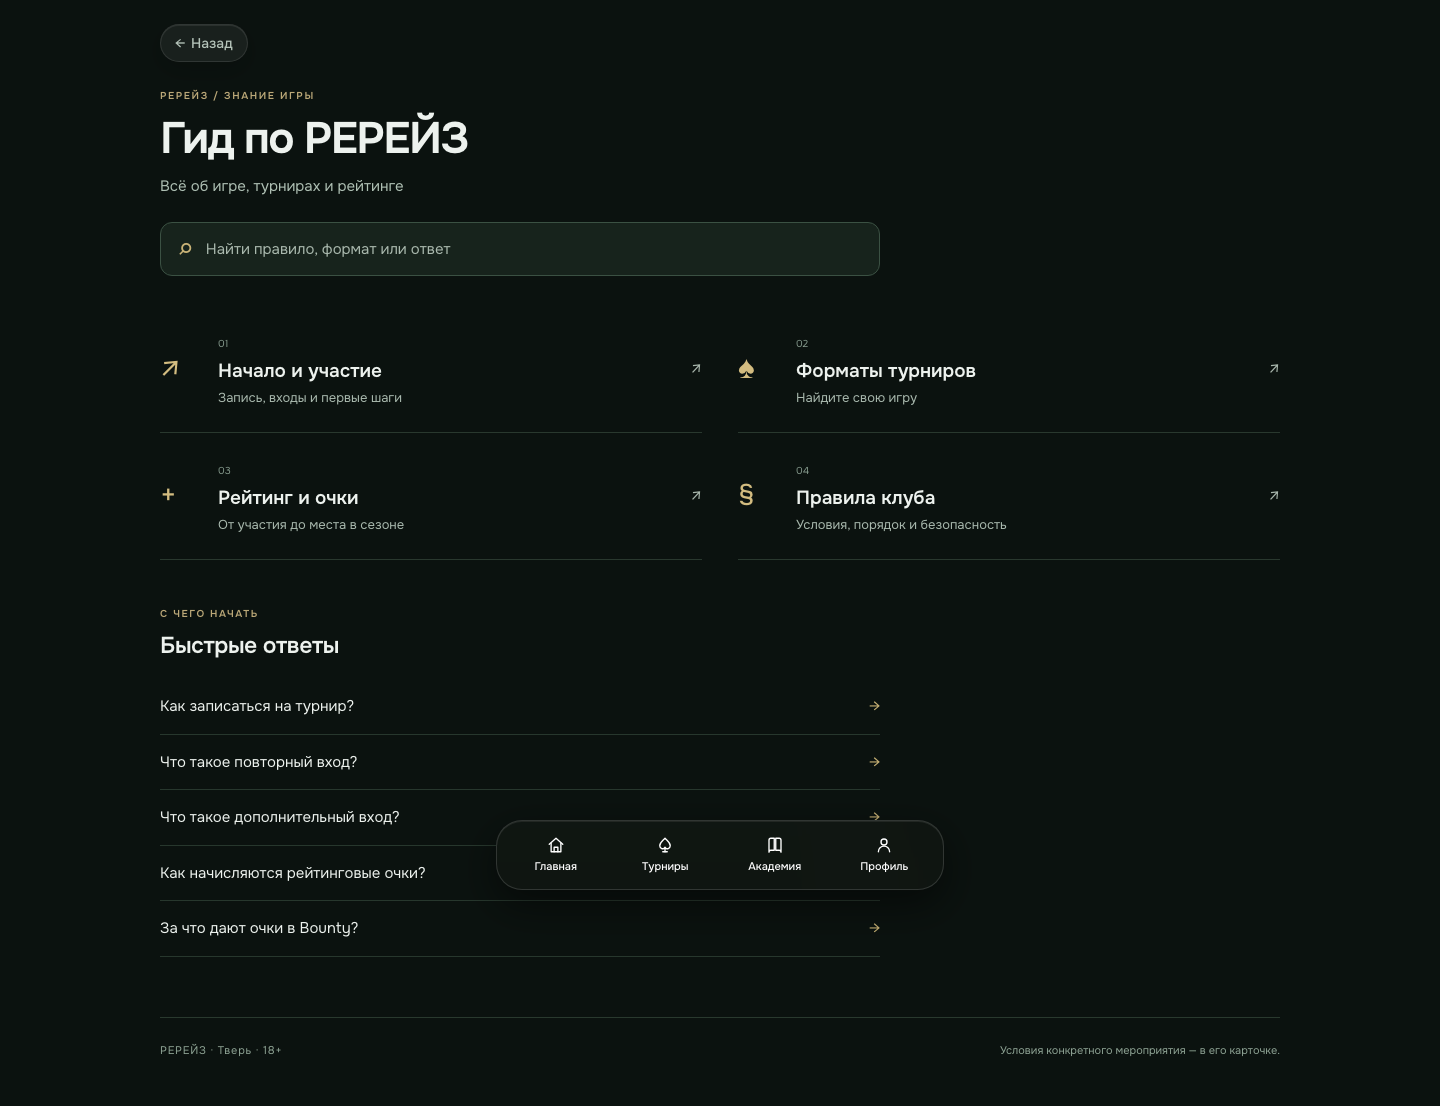 ← Назад
РЕРЕЙЗ / ЗНАНИЕ ИГРЫ
Гид по РЕРЕЙЗ
Всё об игре, турнирах и рейтинге
Найти правило, формат или ответ
01
Начало и участие
Запись, входы и первые шаги
02
Форматы турниров
Найдите свою игру
03
Рейтинг и очки
От участия до места в сезоне
04
§
Правила клуба
Условия, порядок и безопасность
С ЧЕГО НАЧАТЬ
Быстрые ответы
Как записаться на турнир?
Что такое повторный вход?
Что такое дополнительный вход?
Как начисляются рейтинговые очки?
За что дают очки в Bounty?
Главная
Турниры
Академия
Профиль
РЕРЕЙЗ · Тверь · 18+
Условия конкретного мероприятия — в его карточке.